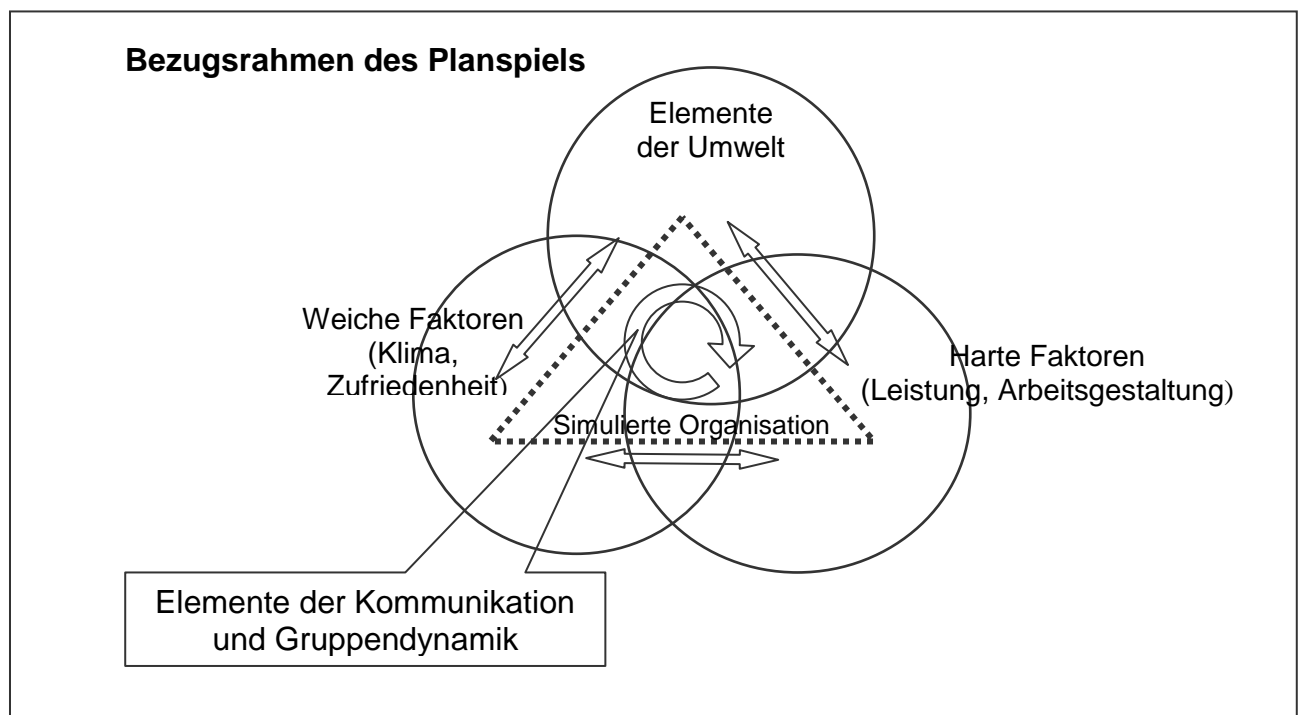 Bezugsrahmen des Planspiels
Elemente
der Umwelt
Weiche Faktoren
(Klima,
Zufriedenheit)
Harte Faktoren
(Leistung, Arbeitsgestaltung)
Simulierte Organisation
Elemente der Kommunikation
und Gruppendynamik